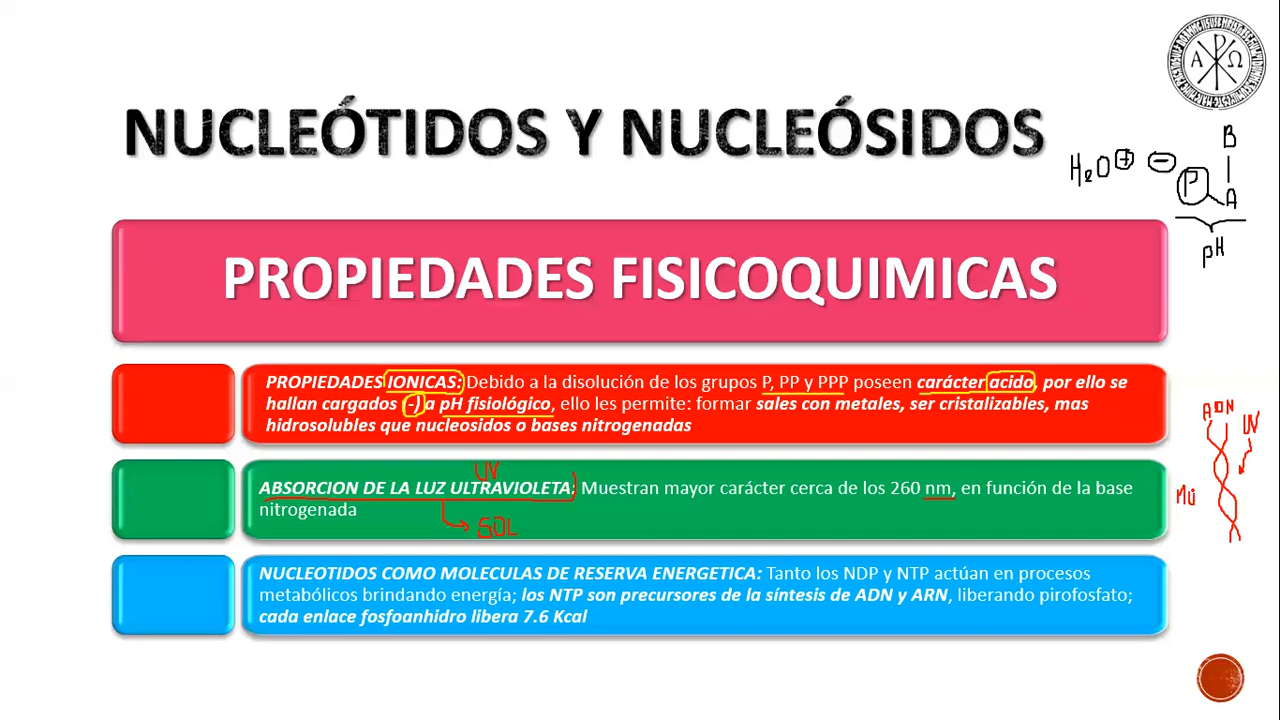 NUCLEÓTIDOS Y NUCLEÓSIDOS
B
H2O + - P
A
pH
PROPIEDADES FISICOQUIMICAS
PROPIEDADES IONICAS: Debido a la disolución de los grupos P, PP y PPP poseen carácter acido, por ello se
hallan cargados (-) a pH fisiológico, ello les permite: formar sales con metales, ser cristalizables, mas
hidrosolubles que nucleosidos o bases nitrogenadas
ADN UV
UV
ABSORCION DE LA LUZ ULTRAVIOLETA: Muestran mayor carácter cerca de los 260 nm, en función de la base
nitrogenada
SOL
NUCLEOTIDOS COMO MOLECULAS DE RESERVA ENERGETICA: Tanto los NDP y NTP actúan en procesos
metabólicos brindando energía; los NTP son precursores de la síntesis de ADN y ARN, liberando pirofosfato;
cada enlace fosfoanhidro libera 7.6 Kcal